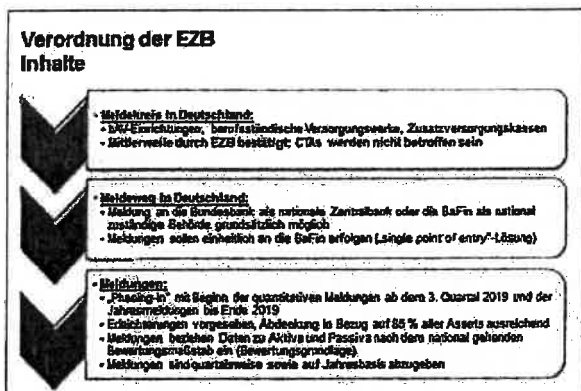 Verordnung der EZB
Inhalte
- Meldekreis in Deutschland:
• bAV-Einrichtungen, berufsständische Versorgungswerke, Zusatzversorgungskassen
• Mittlerweile durch EZB bestätigt: CTAs werden nicht betroffen sein
- Meldeweg in Deutschland:
• Meldung an die Bundesbank als nationale Zentralbank oder die BaFin als national
zuständige Behörde grundsätzlich möglich
• Meldungen sollen einheitlich an die BaFin erfolgen („single point of entry"-Lösung)
- Meldungen:
• „Phasing-in" mit Beginn der quantitativen Meldungen ab dem 3. Quartal 2019 und der
Jahresmeldungen bis Ende 2019
• Erleichterungen vorgesehen, Abdeckung in Bezug auf 85 % aller Assets ausreichend
• Meldungen beziehen Daten zu Aktiva und Passiva nach dem national geltenden
Bewertungsmaßstab ein (Bewertungsgrundlage)
• Meldungen sind quartalsweise sowie auf Jahresbasis abzugeben